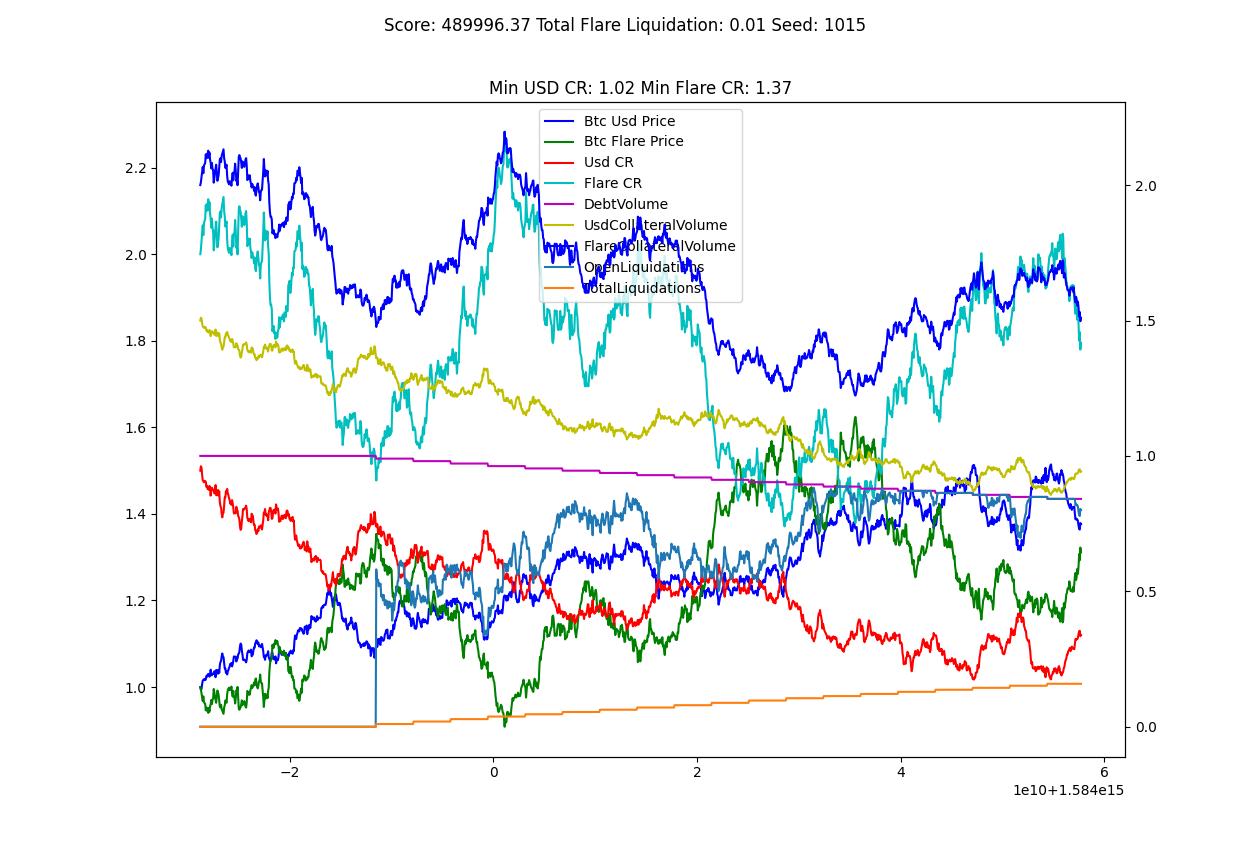 Score: 489996.37 Total Flare Liquidation: 0.01 Seed: 1015
Min USD CR: 1.02 Min Flare CR: 1.37
Btc Usd Price
Btc Flare Price
Usd CR
Flare CR
DebtVolume
UsdCollateralVolume
FlareCollateralVolume
OpenLiquidations
TotalLiquidations
2.2
2.0
1.8
1.6
1.4
1.2
1.0
2.0
1.5
1.0
0.5
0.0
−2
0
2
4
6
1e10+1.584e15